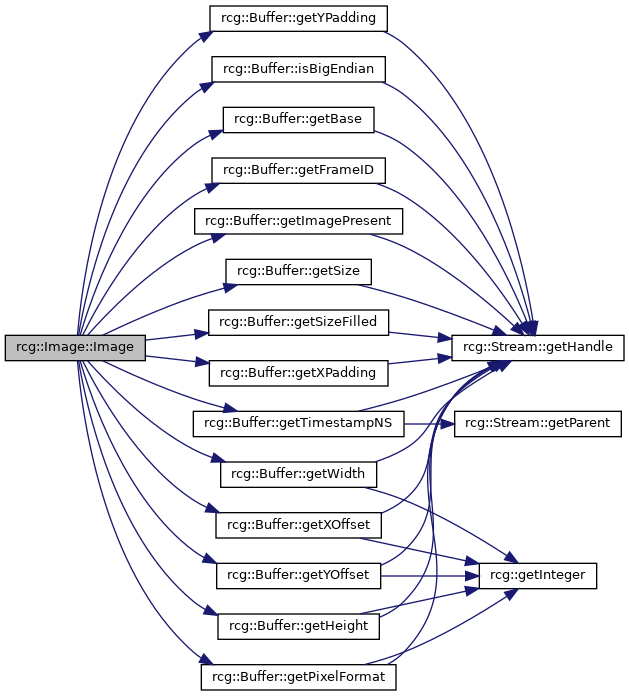 rcg::Buffer::getYPadding
rcg::Buffer::isBigEndian
rcg::Buffer::getBase
rcg::Buffer::getFrameID
rcg::Buffer::getImagePresent
rcg::Buffer::getSize
rcg::Buffer::getSizeFilled
rcg::Image::Image
rcg::Stream::getHandle
rcg::Buffer::getXPadding
rcg::Buffer::getTimestampNS
rcg::Stream::getParent
rcg::Buffer::getWidth
rcg::Buffer::getXOffset
rcg::Buffer::getYOffset
rcg::getInteger
rcg::Buffer::getHeight
rcg::Buffer::getPixelFormat